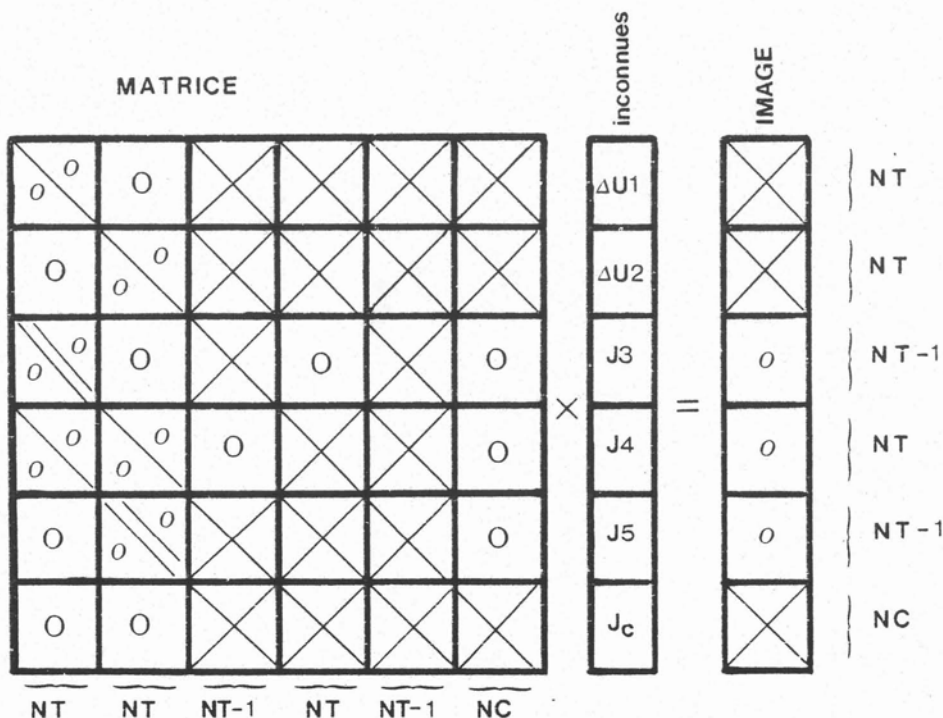 MATRICE inconnues IMAGE
O O O ΔU1 NT
O O O ΔU2 NT
O O O O O J3 O NT-1
O O O O O O J4 O NT
O O O O J5 O NT-1
O O Jc NC
× =
NT NT NT-1 NT NT-1 NC